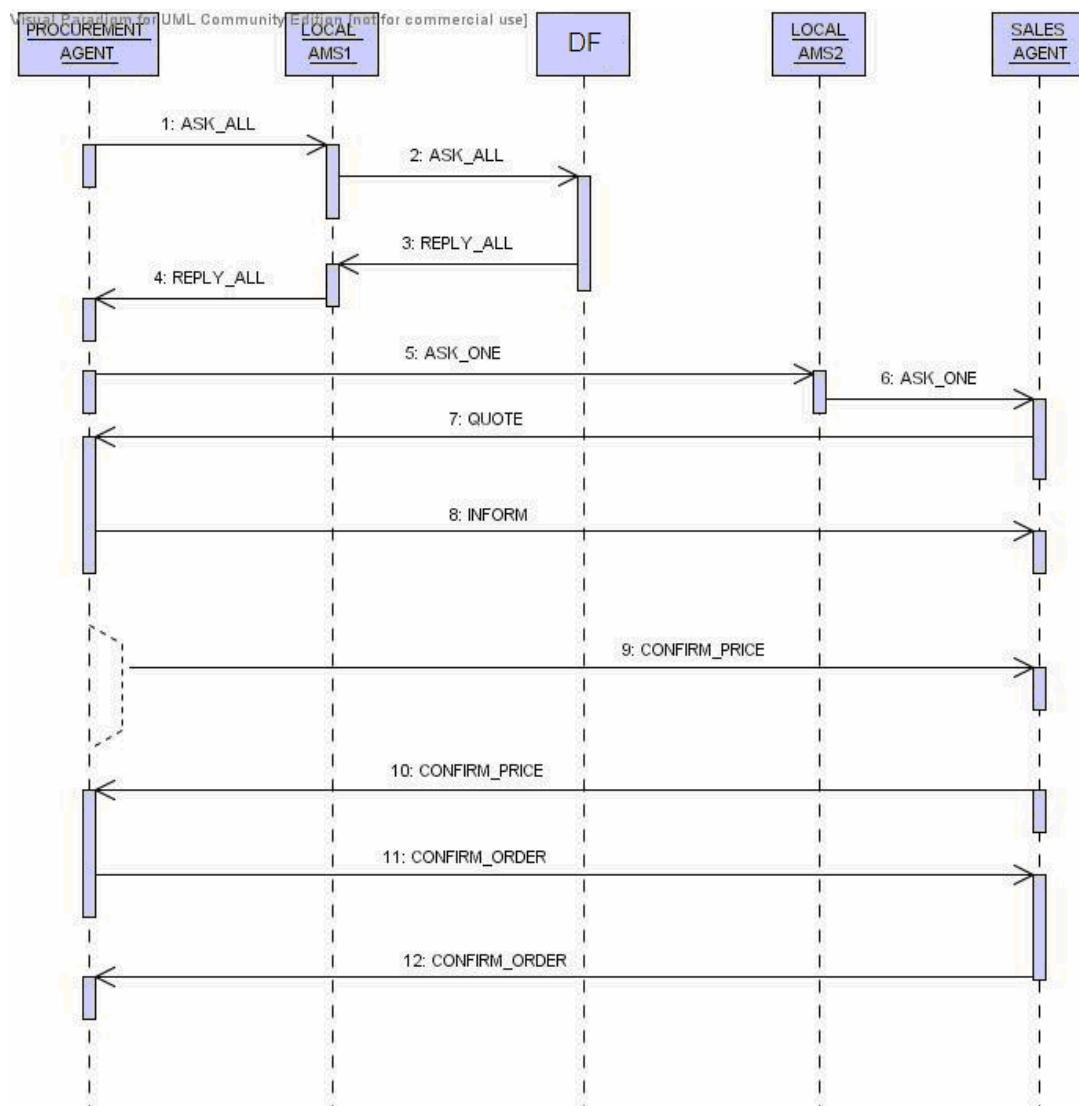 Visual Paradigm for UML Community Edition [not for commercial use]
PROCUREMENT
AGENT
LOCAL
AMS1
DF
LOCAL
AMS2
SALES
AGENT
1: ASK_ALL
2: ASK_ALL
3: REPLY_ALL
4: REPLY_ALL
5: ASK_ONE
6: ASK_ONE
7: QUOTE
8: INFORM
9: CONFIRM_PRICE
10: CONFIRM_PRICE
11: CONFIRM_ORDER
12: CONFIRM_ORDER